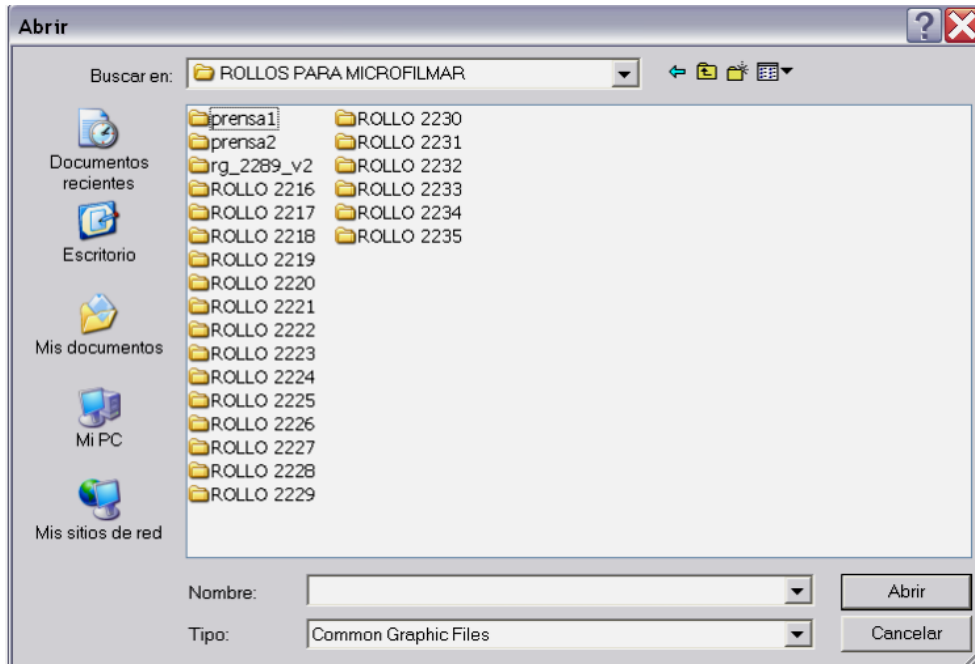 Abrir
Buscar en: ROLLOS PARA MICROFILMAR
Documentos
recientes
Escritorio
Mis documentos
Mi PC
Mis sitios de red
prensa1
prensa2
rg_2289_v2
ROLLO 2216
ROLLO 2217
ROLLO 2218
ROLLO 2219
ROLLO 2220
ROLLO 2221
ROLLO 2222
ROLLO 2223
ROLLO 2224
ROLLO 2225
ROLLO 2226
ROLLO 2227
ROLLO 2228
ROLLO 2229
ROLLO 2230
ROLLO 2231
ROLLO 2232
ROLLO 2233
ROLLO 2234
ROLLO 2235
Nombre:
Abrir
Tipo: Common Graphic Files
Cancelar